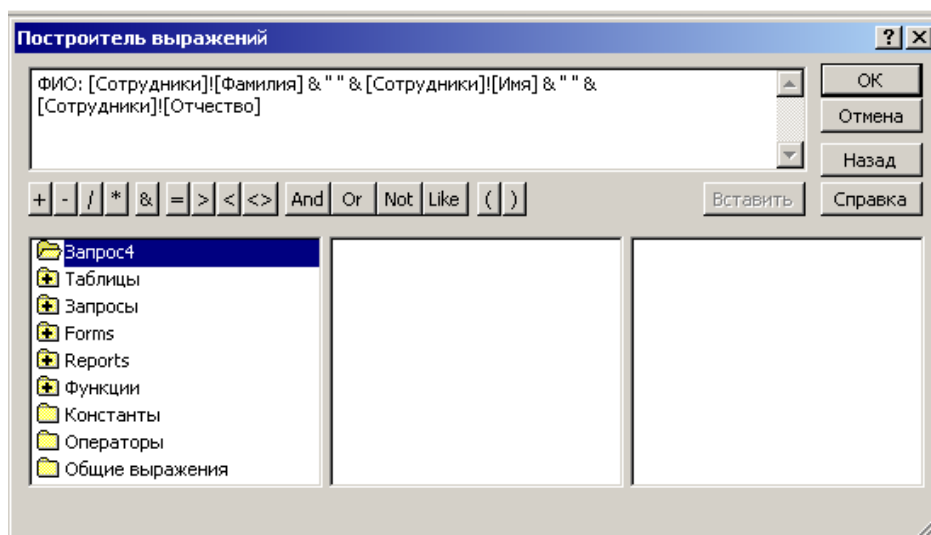 Построитель выражений
ФИО: [Сотрудники]![Фамилия] & " " & [Сотрудники]![Имя] & " " &
[Сотрудники]![Отчество]
ОК
Отмена
Назад
+ - / * & = > < <> And Or Not Like ( ) Вставить Справка
Запрос4
Таблицы
Запросы
Forms
Reports
Функции
Константы
Операторы
Общие выражения